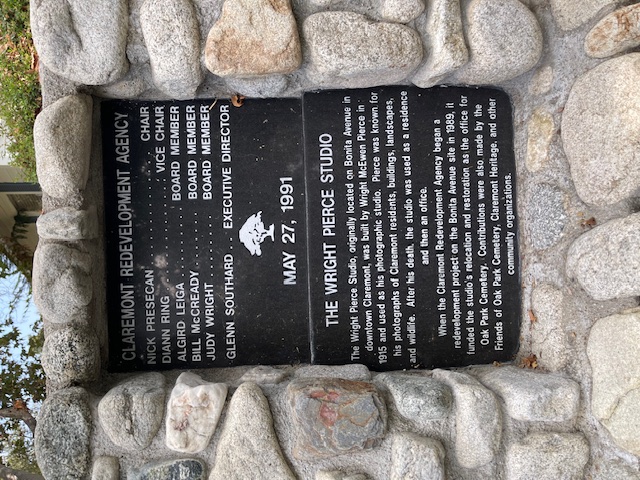 CLAREMONT REDEVELOPMENT AGENCY
NICK PRESECAN .................... CHAIR
DIANN RING .................... VICE CHAIR
ALGIRD LEIGA .............. BOARD MEMBER
BILL McCREADY ............ BOARD MEMBER
JUDY WRIGHT .............. BOARD MEMBER
GLENN SOUTHARD .. EXECUTIVE DIRECTOR
MAY 27, 1991
THE WRIGHT PIERCE STUDIO
The Wright Pierce Studio, originally located on Bonita Avenue in
downtown Claremont, was built by Wright McEwen Pierce in
1915 and used as his photographic studio. Pierce was known for
his photographs of Claremont residents, buildings, landscapes,
and wildlife. After his death, the studio was used as a residence
and then an office.
When the Claremont Redevelopment Agency began a
redevelopment project on the Bonita Avenue site in 1989, it
funded the studio's relocation and restoration as the office for
Oak Park Cemetery. Contributions were also made by the
Friends of Oak Park Cemetery, Claremont Heritage, and other
community organizations.